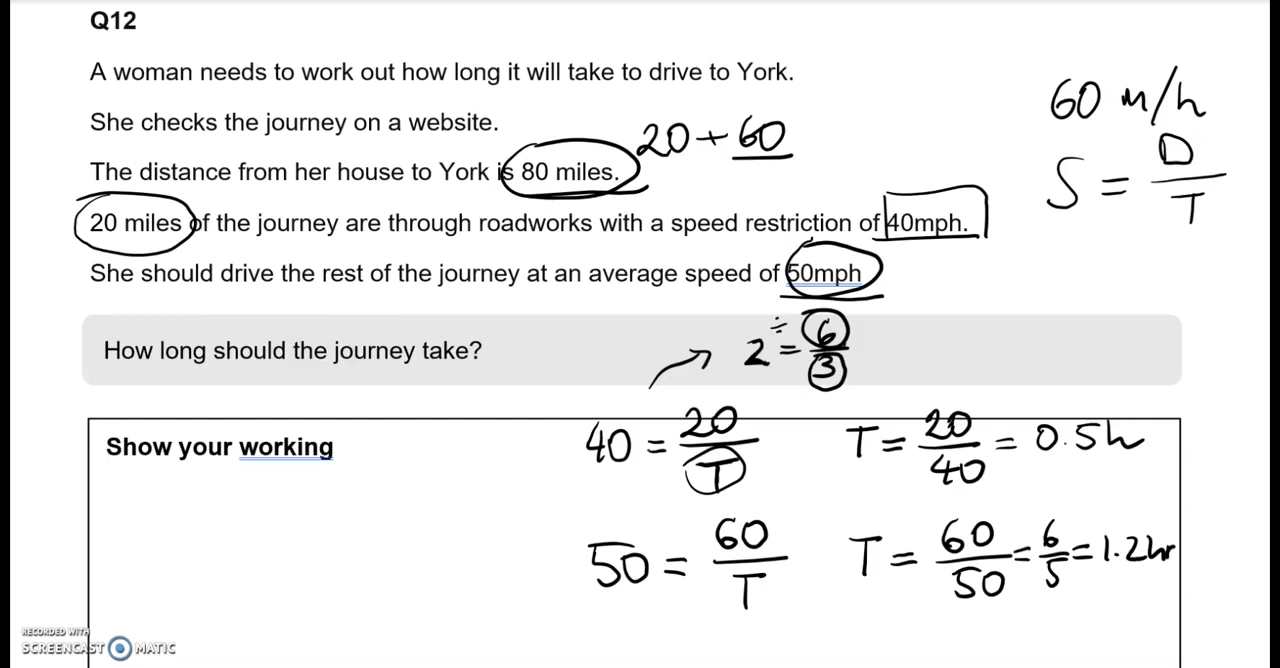 Q12
A woman needs to work out how long it will take to drive to York.
She checks the journey on a website.
The distance from her house to York is 80 miles.
20 + 60
20 miles of the journey are through roadworks with a speed restriction of 40mph.
She should drive the rest of the journey at an average speed of 50mph
60 m/h
S = D / T
How long should the journey take?
2 ÷ = 6 / 3
Show your working
40 = 20 / T
T = 20 / 40 = 0.5h
50 = 60 / T
T = 60 / 50 = 6 / 5 = 1.2hr
RECORDED WITH
SCREENCAST MATIC